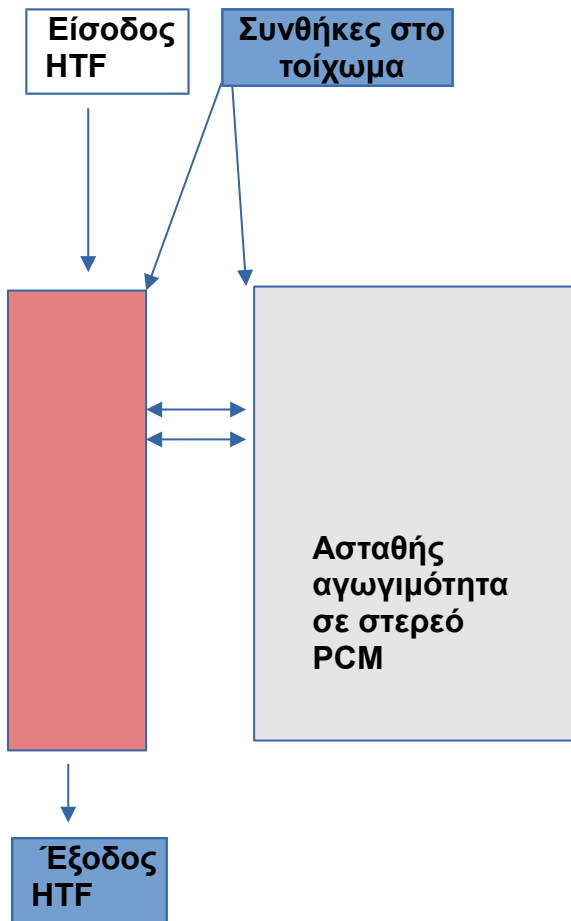 Είσοδος
HTF
Συνθήκες στο
τοίχωμα
Ασταθής
αγωγιμότητα
σε στερεό
PCM
Έξοδος
HTF